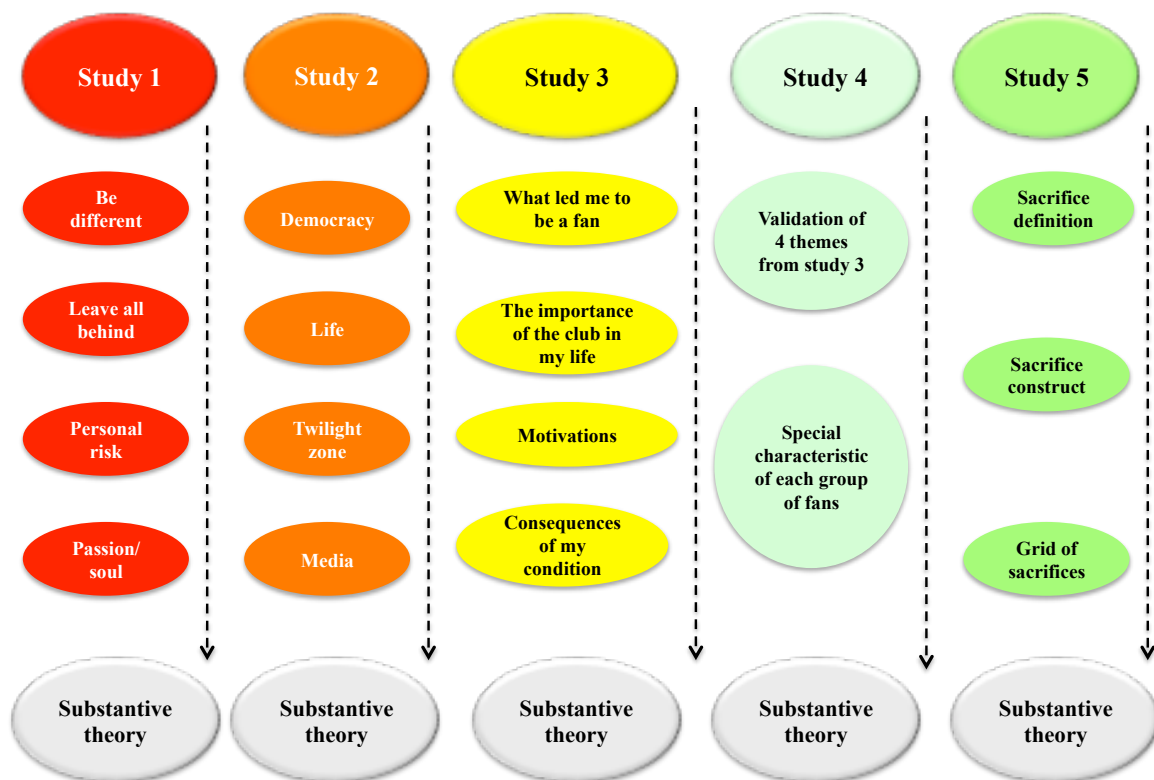 Study 1
Study 2
Study 3
Study 4
Study 5
Be
different
Leave all
behind
Personal
risk
Passion/
soul
Democracy
Life
Twilight
zone
Media
What led me to
be a fan
The importance
of the club in
my life
Motivations
Consequences
of my
condition
Validation of
4 themes
from study 3
Special
characteristic
of each group
of fans
Sacrifice
definition
Sacrifice
construct
Grid of
sacrifices
Substantive
theory
Substantive
theory
Substantive
theory
Substantive
theory
Substantive
theory